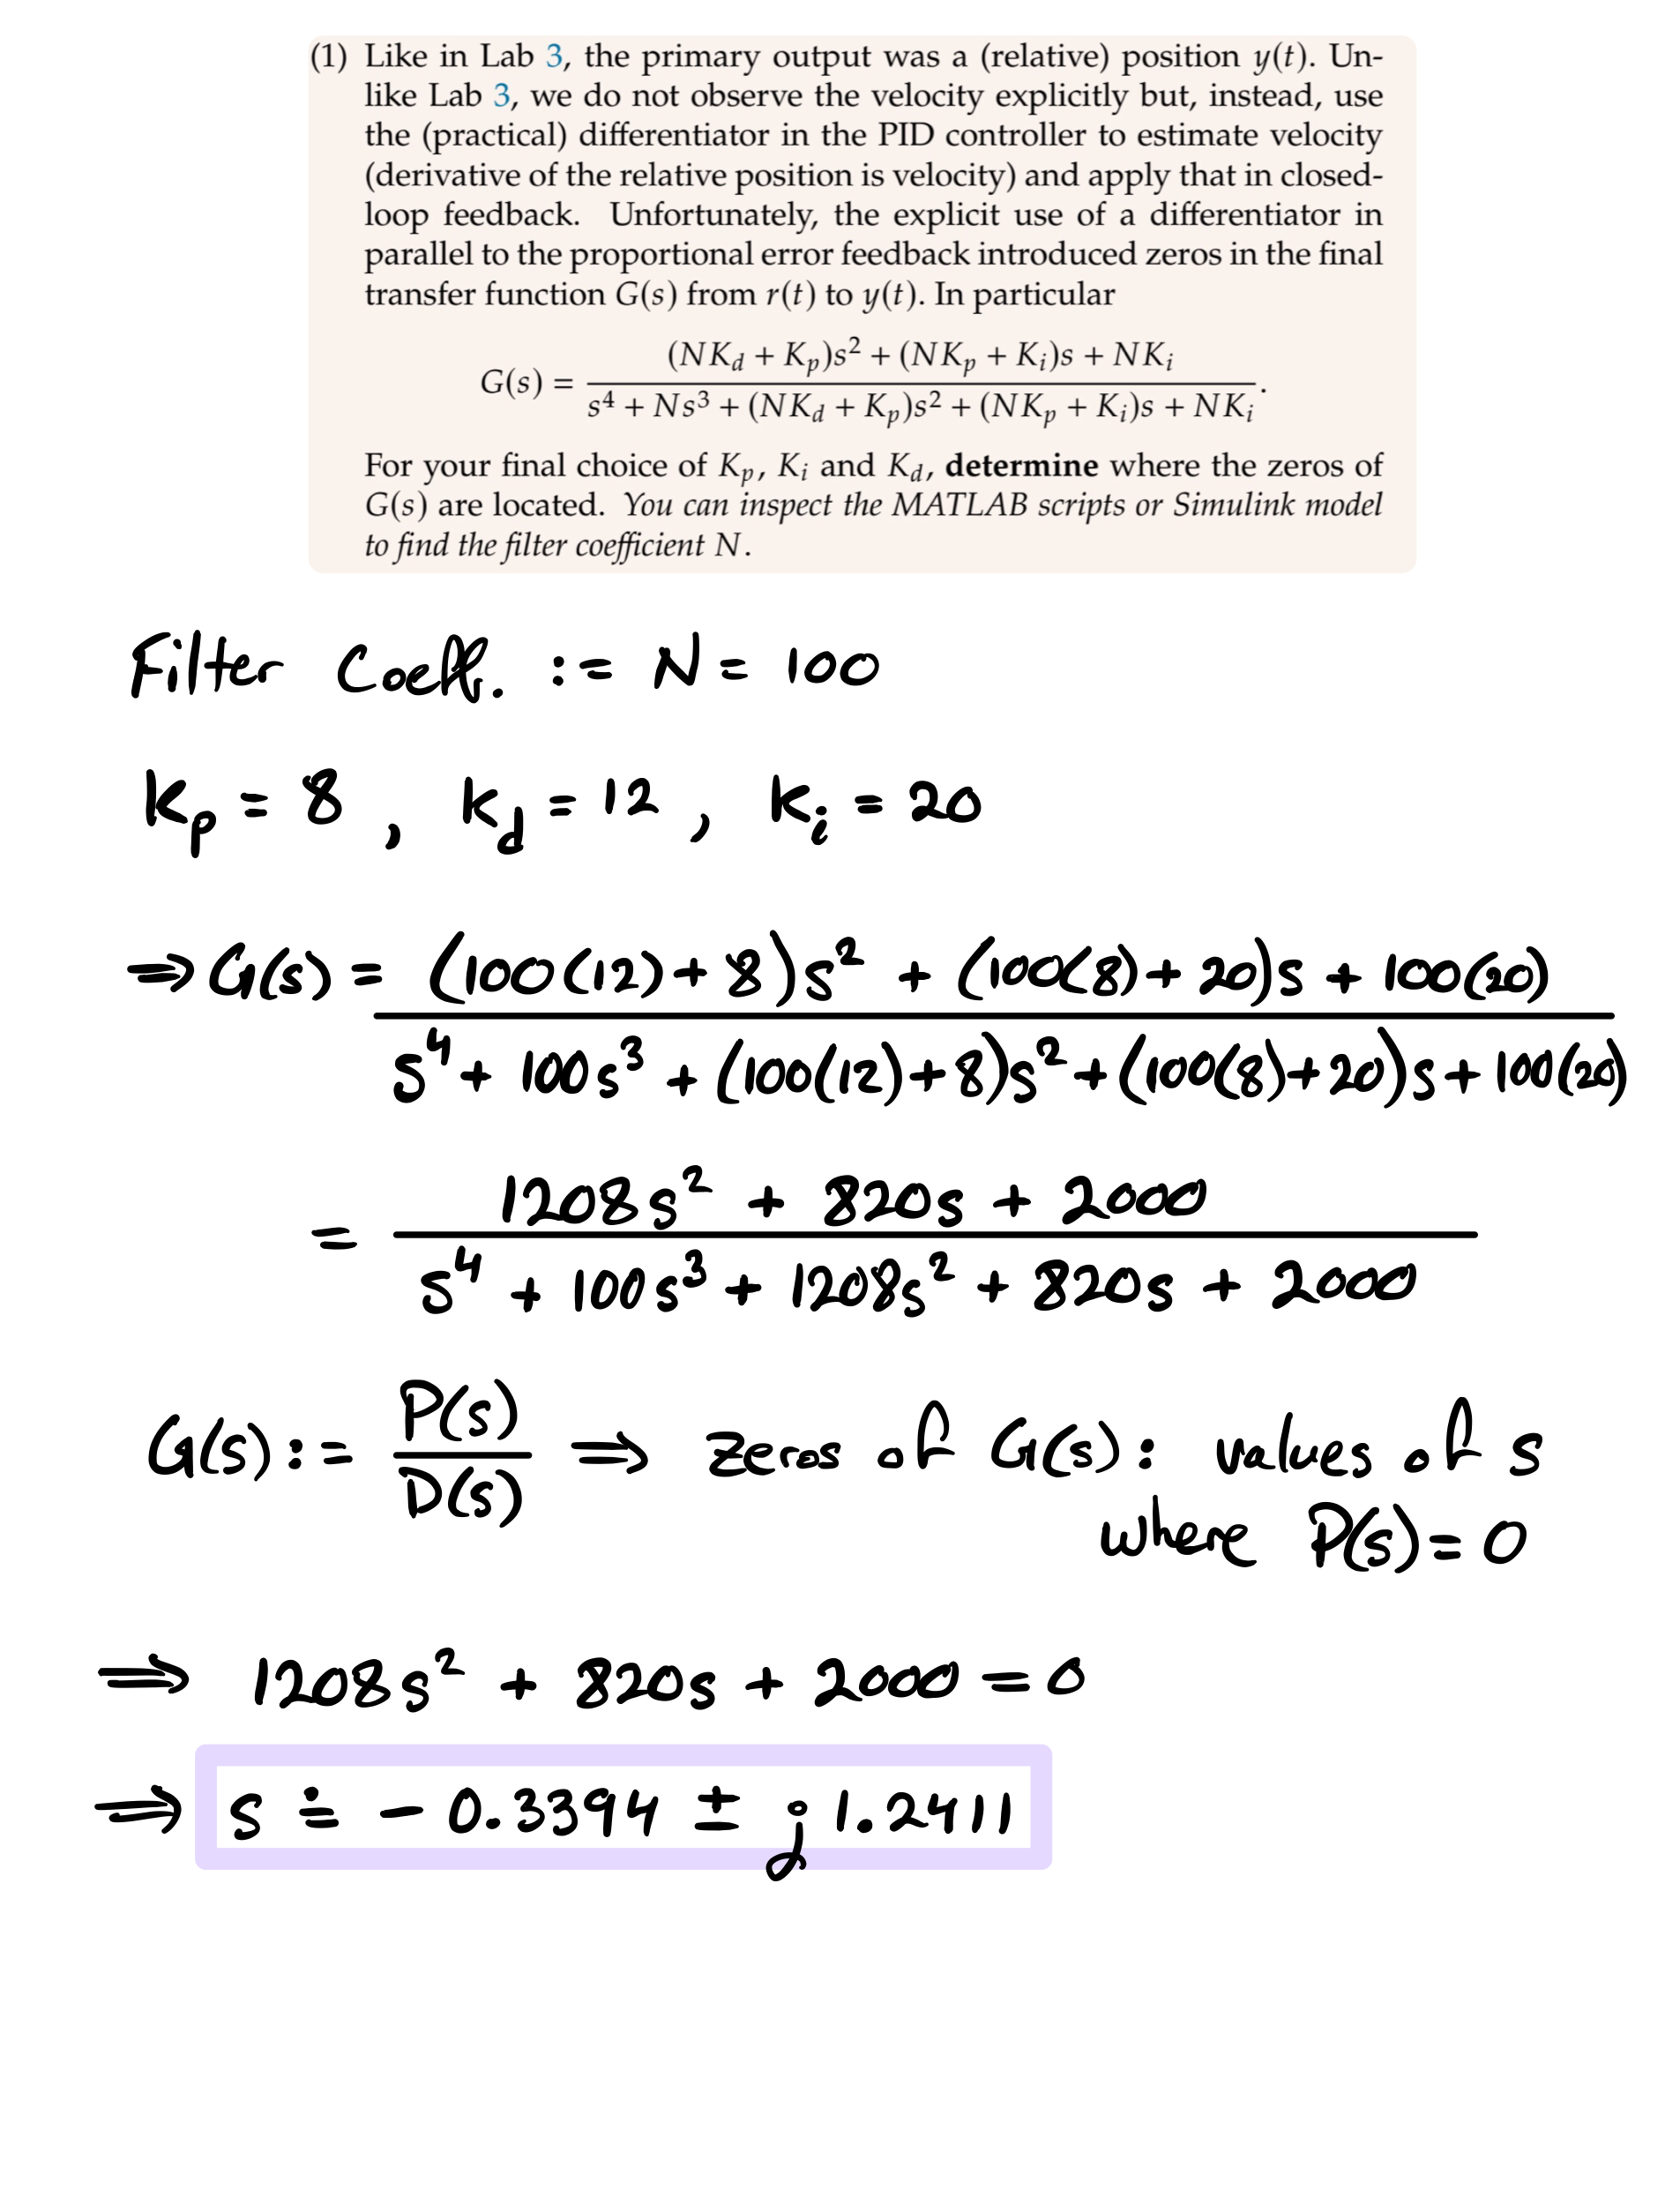 (1) Like in Lab 3, the primary output was a (relative) position y(t). Un-
like Lab 3, we do not observe the velocity explicitly but, instead, use
the (practical) differentiator in the PID controller to estimate velocity
(derivative of the relative position is velocity) and apply that in closed-
loop feedback. Unfortunately, the explicit use of a differentiator in
parallel to the proportional error feedback introduced zeros in the final
transfer function G(s) from r(t) to y(t). In particular
G(s) = \frac{(NK_d + K_p)s^2 + (NK_p + K_i)s + NK_i}{s^4 + Ns^3 + (NK_d + K_p)s^2 + (NK_p + K_i)s + NK_i}.
For your final choice of K_p, K_i and K_d, determine where the zeros of
G(s) are located. You can inspect the MATLAB scripts or Simulink model
to find the filter coefficient N.
Filter Coeff. := N = 100
K_p = 8 , K_d = 12 , K_i = 20
⇒ G(s) = \frac{(100(12)+8)s^2 + (100(8)+20)s + 100(20)}{s^4 + 100s^3 + (100(12)+8)s^2 + (100(8)+20)s + 100(20)}
= \frac{1208s^2 + 820s + 2000}{s^4 + 100s^3 + 1208s^2 + 820s + 2000}
G(s) := \frac{P(s)}{D(s)} ⇒ zeros of G(s): values of s
where P(s) = 0
⇒ 1208s^2 + 820s + 2000 = 0
⇒ s ≐ - 0.3394 ± j 1.2411